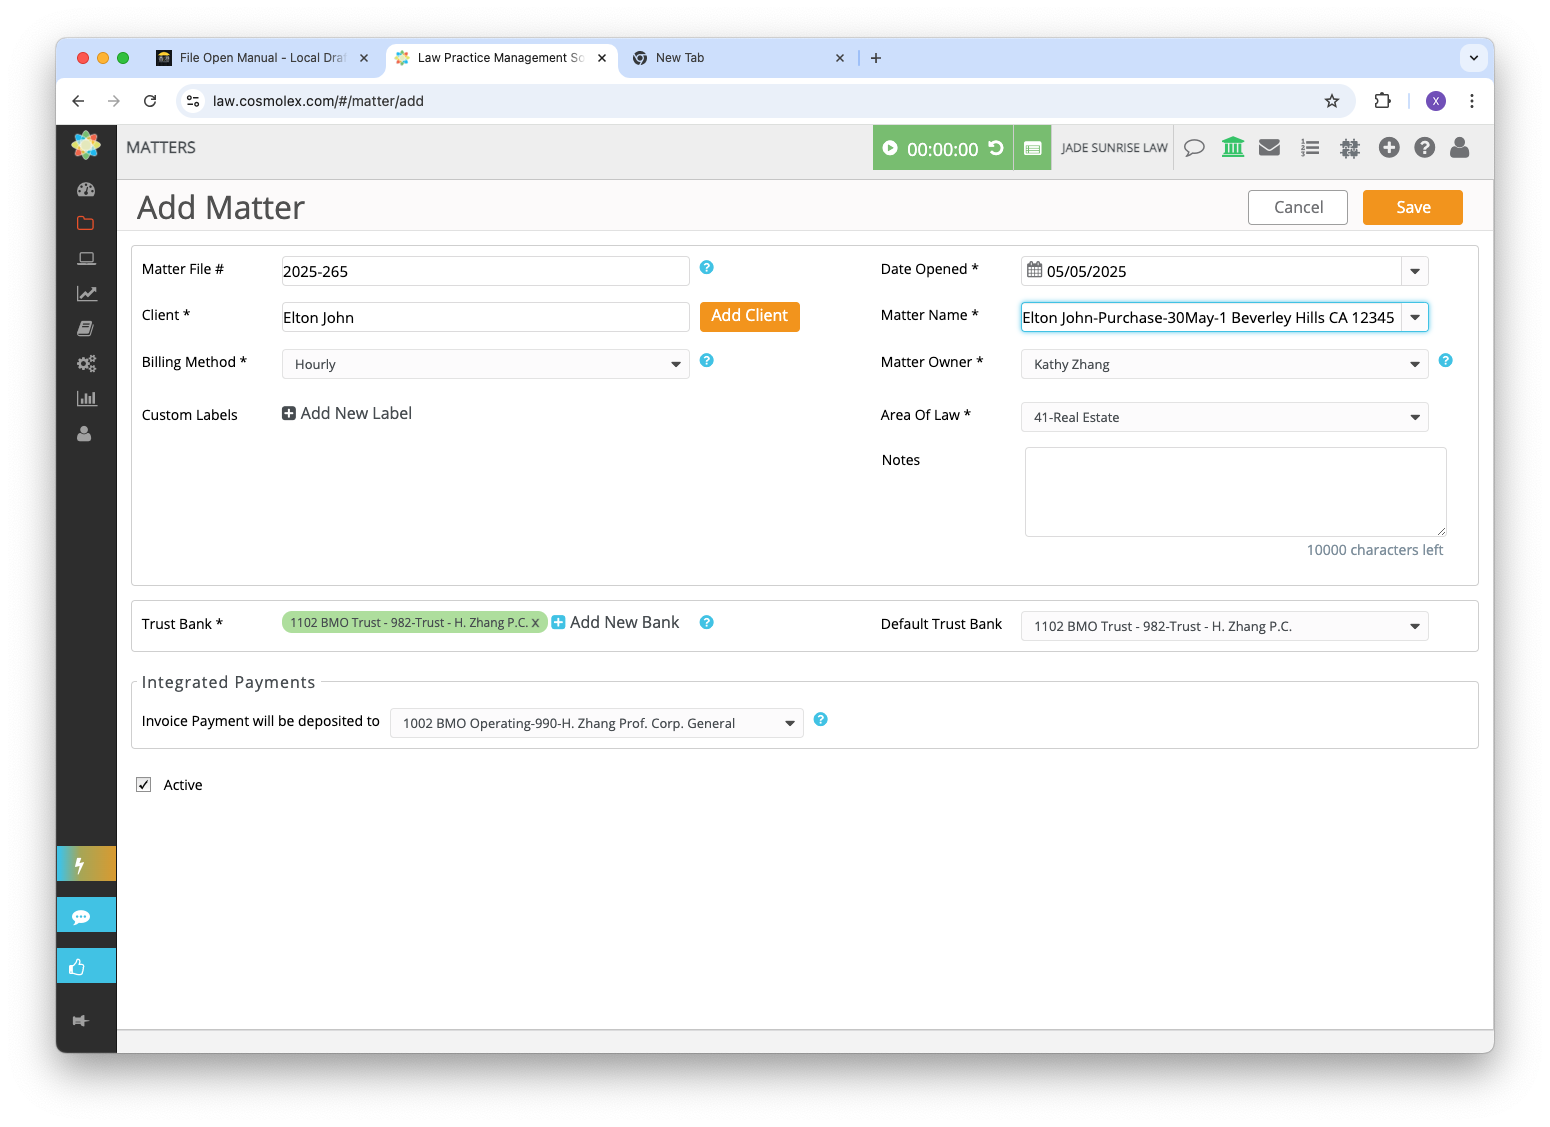 File Open Manual - Local Dra
Law Practice Management So
New Tab
law.cosmolex.com/#/matter/add
X
MATTERS
00:00:00
JADE SUNRISE LAW
Add Matter
Cancel
Save
Matter File #
2025-265
Date Opened *
05/05/2025
Client *
Elton John
Add Client
Matter Name *
Elton John-Purchase-30May-1 Beverley Hills CA 12345
Billing Method *
Hourly
Matter Owner *
Kathy Zhang
Custom Labels
Add New Label
Area Of Law *
41-Real Estate
Notes
10000 characters left
Trust Bank *
1102 BMO Trust - 982-Trust - H. Zhang P.C. X
Add New Bank
Default Trust Bank
1102 BMO Trust - 982-Trust - H. Zhang P.C.
Integrated Payments
Invoice Payment will be deposited to
1002 BMO Operating-990-H. Zhang Prof. Corp. General
Active